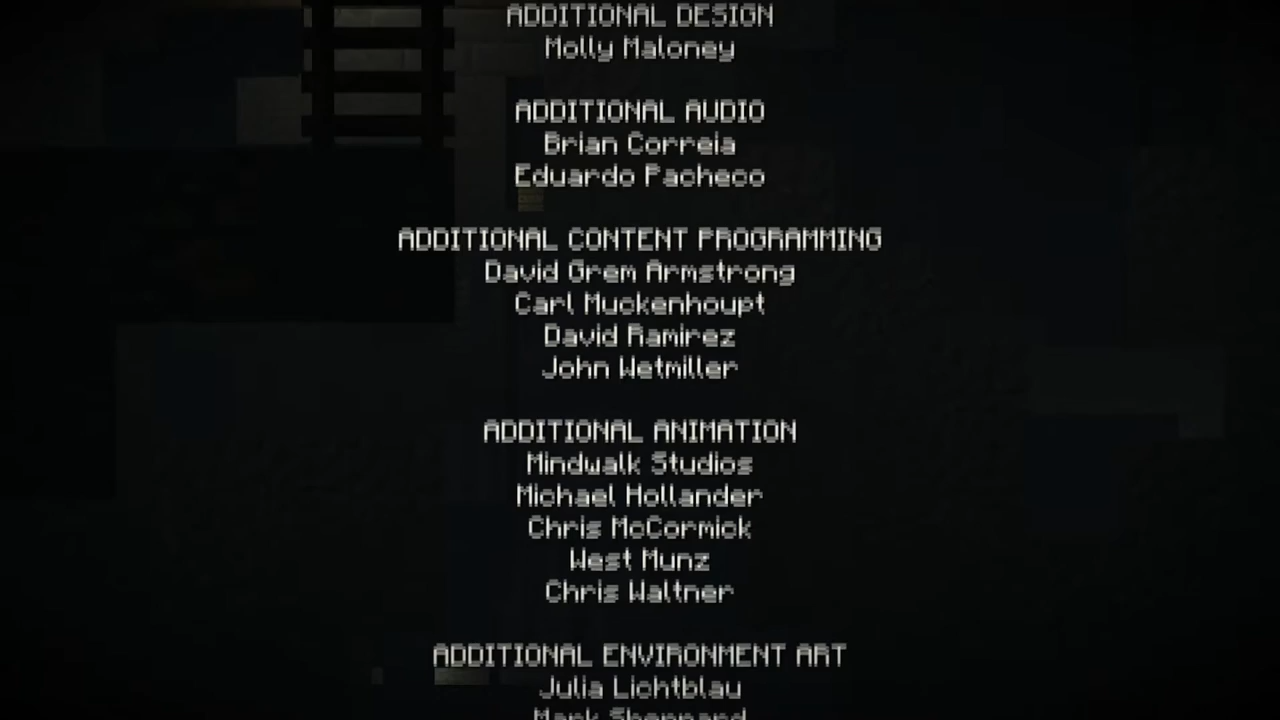 ADDITIONAL DESIGN
Molly Maloney
ADDITIONAL AUDIO
Brian Correia
Eduardo Pacheco
ADDITIONAL CONTENT PROGRAMMING
David Grem Armstrong
Carl Muckenhoupt
David Ramirez
John Wetmiller
ADDITIONAL ANIMATION
Mindwalk Studios
Michael Hollander
Chris McCormick
West Munz
Chris Waltner
ADDITIONAL ENVIRONMENT ART
Julia Lichtblau
Mark Sheppard